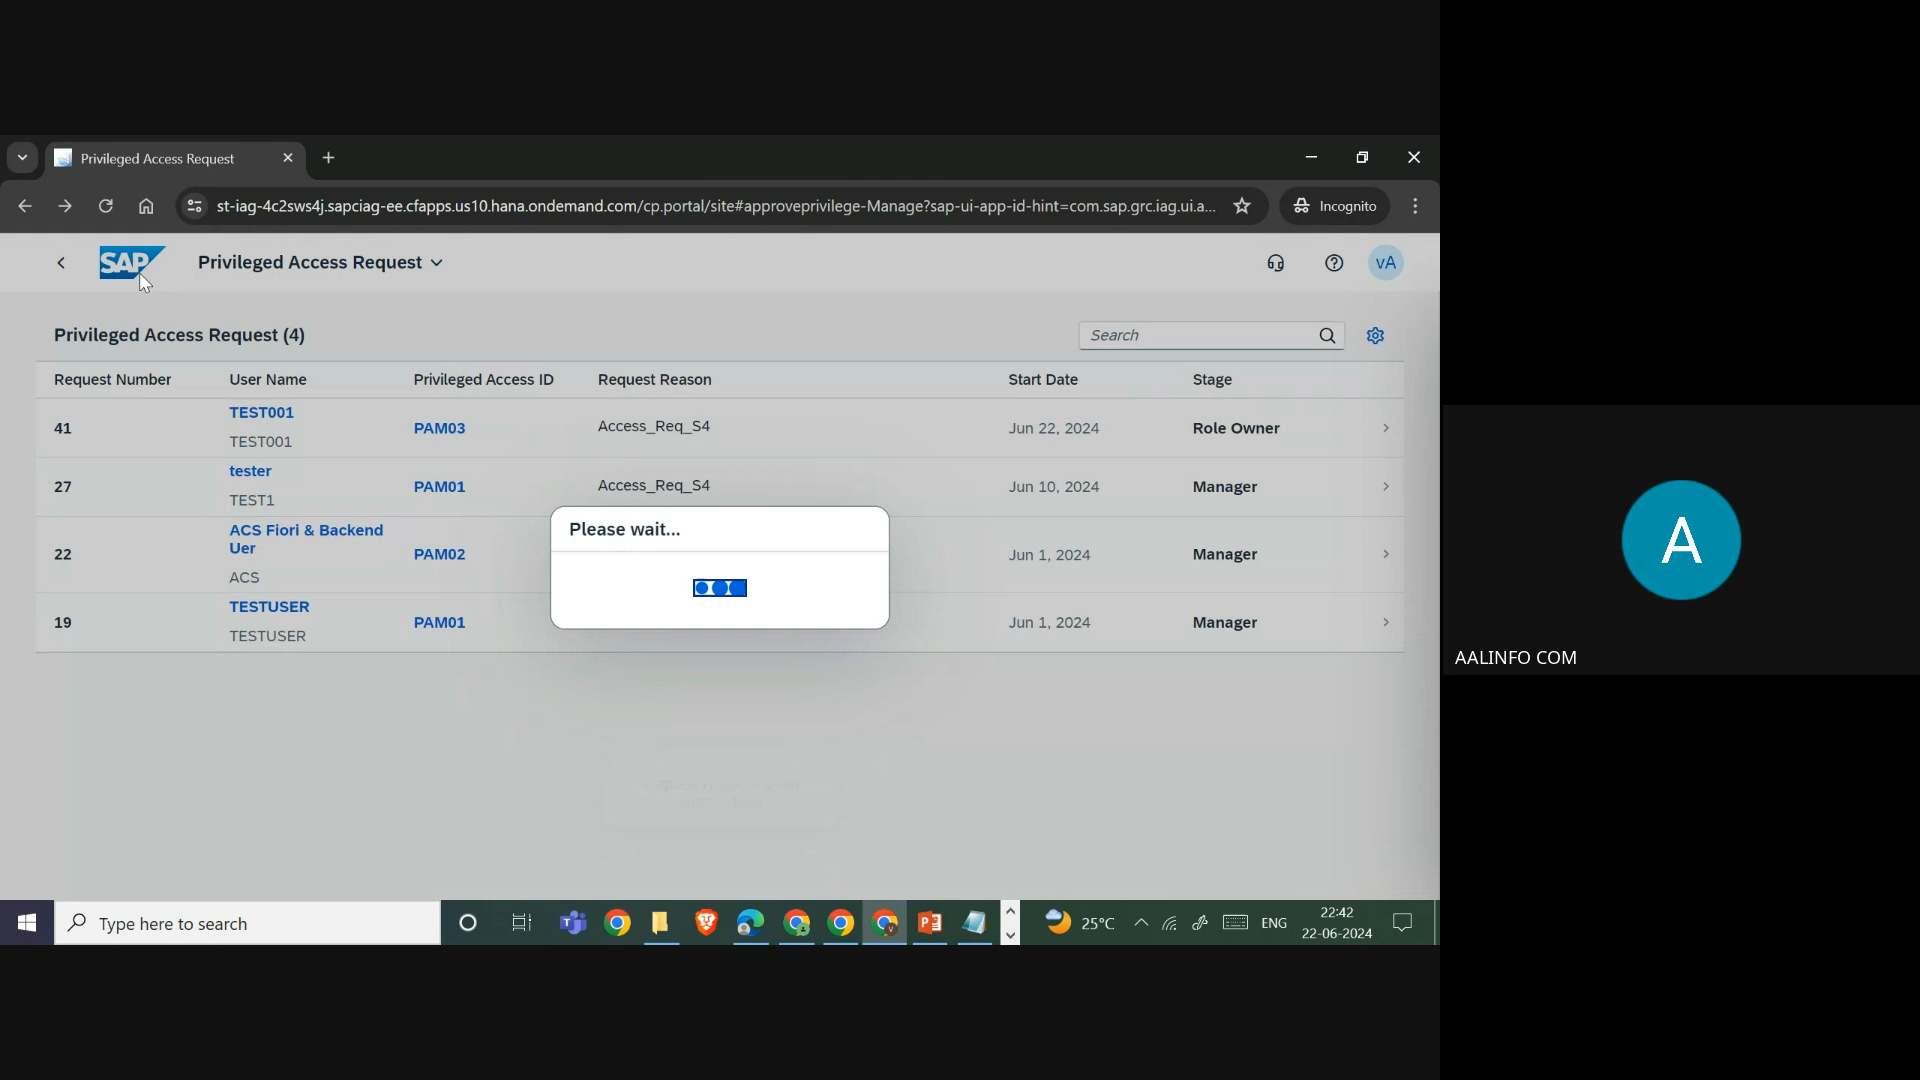 Privileged Access Request
st-iag-4c2sws4j.sapciag-ee.cfapps.us10.hana.ondemand.com/cp.portal/site#approveprivilege-Manage?sap-ui-app-id-hint=com.sap.grc.iag.ui.a...
Incognito
SAP
Privileged Access Request
vA
Privileged Access Request (4)
Search
Request Number User Name Privileged Access ID Request Reason Start Date Stage
41 TEST001 TEST001 PAM03 Access_Req_S4 Jun 22, 2024 Role Owner
27 tester TEST1 PAM01 Access_Req_S4 Jun 10, 2024 Manager
22 ACS Fiori & Backend Uer ACS PAM02 Jun 1, 2024 Manager
19 TESTUSER TESTUSER PAM01 Jun 1, 2024 Manager
Please wait...
A
AALINFO COM
Type here to search
25°C
ENG
22:42
22-06-2024